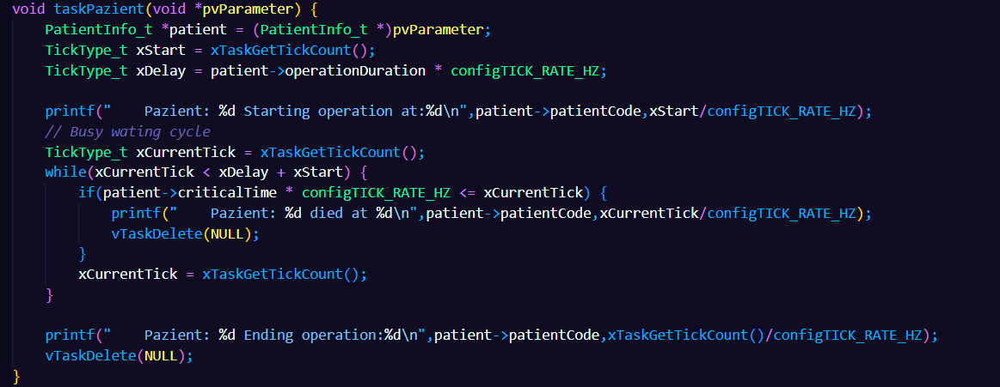 void taskPazient(void *pvParameter) {
    PatientInfo_t *patient = (PatientInfo_t *)pvParameter;
    TickType_t xStart = xTaskGetTickCount();
    TickType_t xDelay = patient->operationDuration * configTICK_RATE_HZ;

    printf("    Pazient: %d Starting operation at:%d\n",patient->patientCode,xStart/configTICK_RATE_HZ);
    // Busy wating cycle
    TickType_t xCurrentTick = xTaskGetTickCount();
    while(xCurrentTick < xDelay + xStart) {
        if(patient->criticalTime * configTICK_RATE_HZ <= xCurrentTick) {
            printf("    Pazient: %d died at %d\n",patient->patientCode,xCurrentTick/configTICK_RATE_HZ);
            vTaskDelete(NULL);
        }
        xCurrentTick = xTaskGetTickCount();
    }

    printf("    Pazient: %d Ending operation:%d\n",patient->patientCode,xTaskGetTickCount()/configTICK_RATE_HZ);
    vTaskDelete(NULL);
}